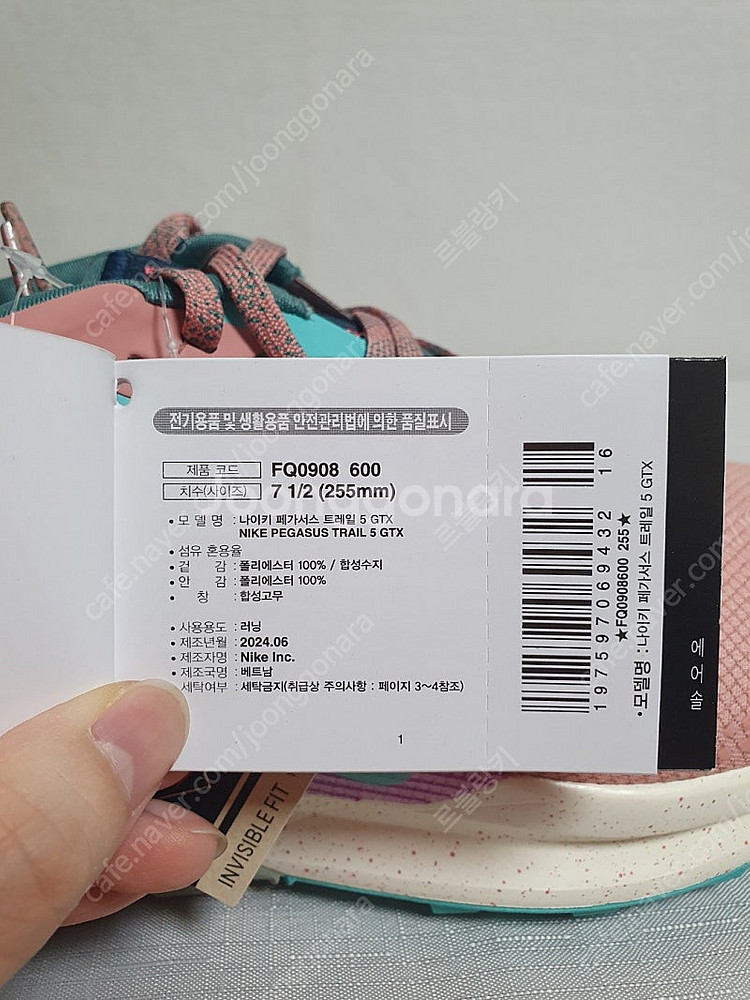 전기용품 및 생활용품 안전관리법에 의한 품질표시
제품 코드 FQ0908 600
치수(사이즈) 7 1/2 (255mm)
• 모 델 명 : 나이키 페가서스 트레일 5 GTX
NIKE PEGASUS TRAIL 5 GTX
• 섬유 혼용율
• 겉 감 : 폴리에스터 100% / 합성수지
• 안 감 : 폴리에스터 100%
• 창 : 합성고무
• 사용용도 : 러닝
• 제조년월 : 2024.06
• 제조자명 : Nike Inc.
• 제조국명 : 베트남
• 세탁여부 : 세탁금지(취급상 주의사항 : 페이지 3~4참조)
1
197597069432 16
★FQ0908600 255★
• 모델명 : 나이키 페가서스 트레일 5 GTX
에어솔
INVISIBLE FIT
Joonggonara
cafe.naver.com/joonggonara
로블랑키